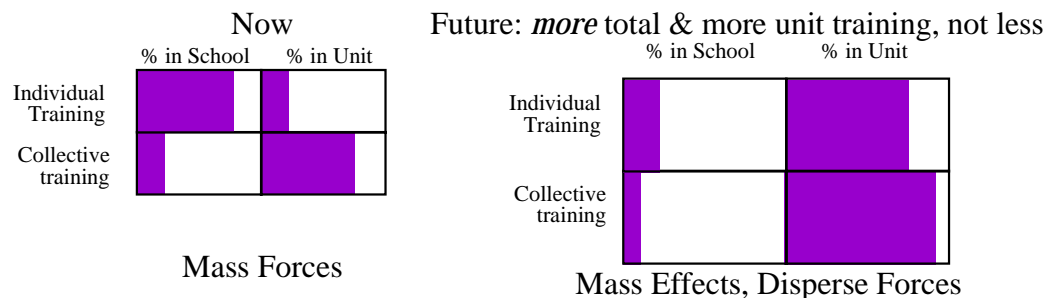 Now
% in School % in Unit
Individual
Training
Collective
training
Mass Forces
Future: more total & more unit training, not less
% in School % in Unit
Individual
Training
Collective
training
Mass Effects, Disperse Forces